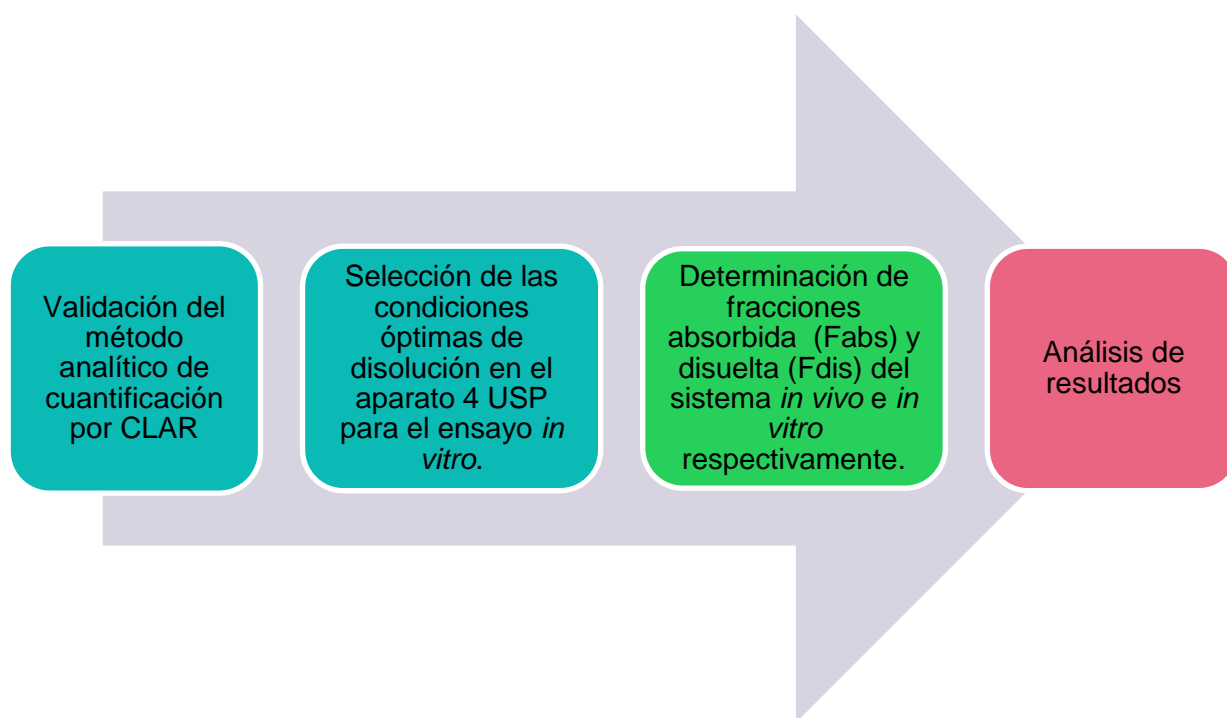 Validación del
método
analítico de
cuantificación
por CLAR
Selección de las
condiciones
óptimas de
disolución en el
aparato 4 USP
para el ensayo in
vitro.
Determinación de
fracciones
absorbida (Fabs) y
disuelta (Fdis) del
sistema in vivo e in
vitro
respectivamente.
Análisis de
resultados